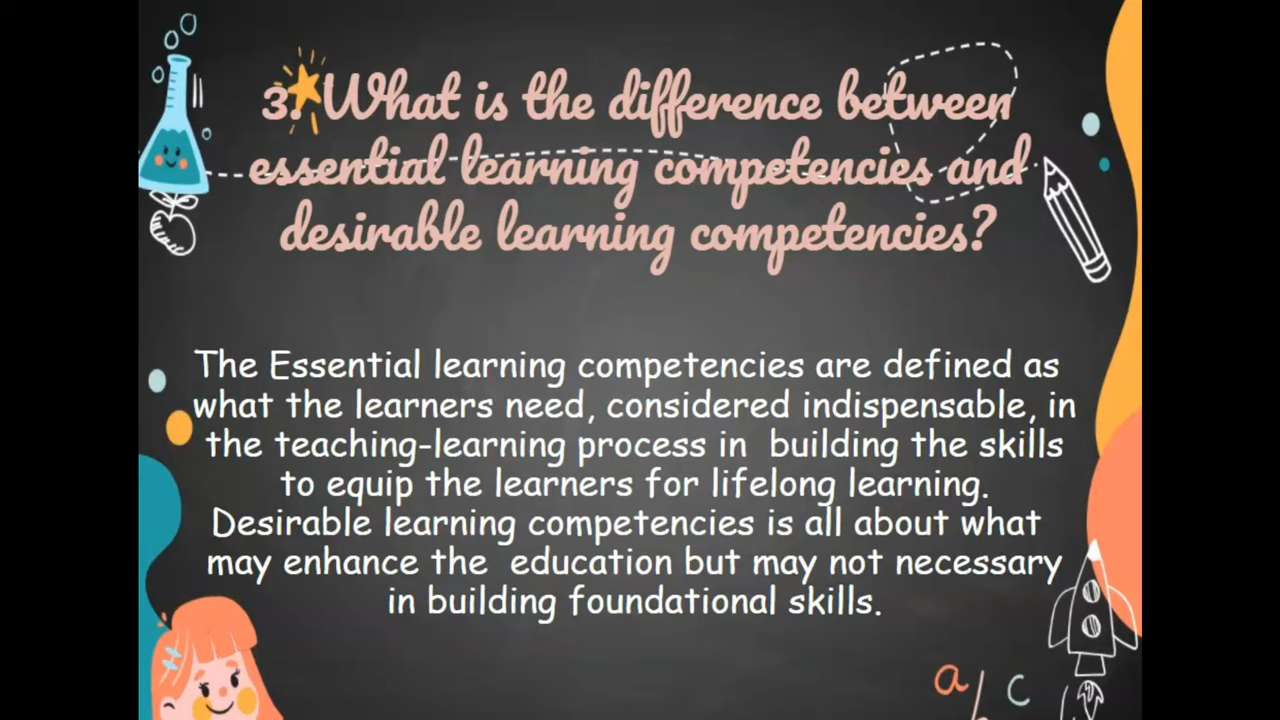 3. What is the difference between
essential learning competencies and
desirable learning competencies?
The Essential learning competencies are defined as
what the learners need, considered indispensable, in
the teaching-learning process in building the skills
to equip the learners for lifelong learning.
Desirable learning competencies is all about what
may enhance the education but may not necessary
in building foundational skills.
a
c